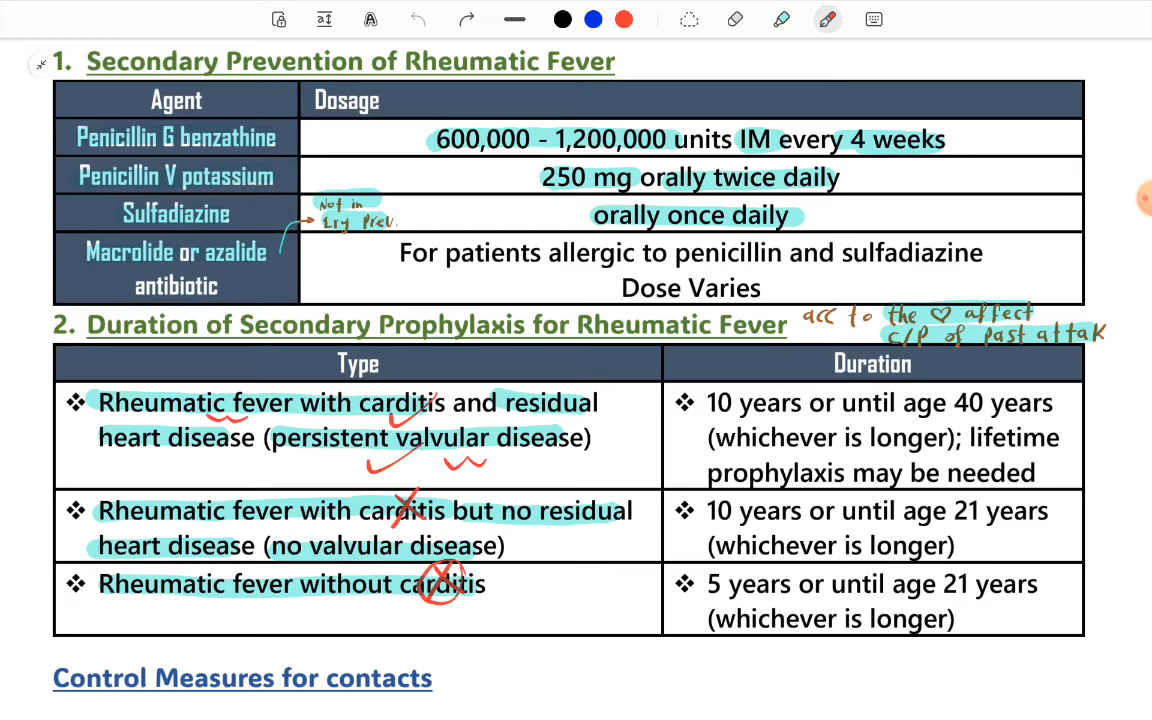 1. Secondary Prevention of Rheumatic Fever
Agent Dosage
Penicillin G benzathine 600,000 - 1,200,000 units IM every 4 weeks
Penicillin V potassium 250 mg orally twice daily
Sulfadiazine orally once daily
Not in
1ry Prev.
Macrolide or azalide
antibiotic
For patients allergic to penicillin and sulfadiazine
Dose Varies
2. Duration of Secondary Prophylaxis for Rheumatic Fever
acc to the ♡ affect
C/P of past attak
Type Duration
❖ Rheumatic fever with carditis and residual
heart disease (persistent valvular disease)
❖ 10 years or until age 40 years
(whichever is longer); lifetime
prophylaxis may be needed
❖ Rheumatic fever with carditis but no residual
heart disease (no valvular disease)
❖ 10 years or until age 21 years
(whichever is longer)
❖ Rheumatic fever without carditis
❖ 5 years or until age 21 years
(whichever is longer)
Control Measures for contacts